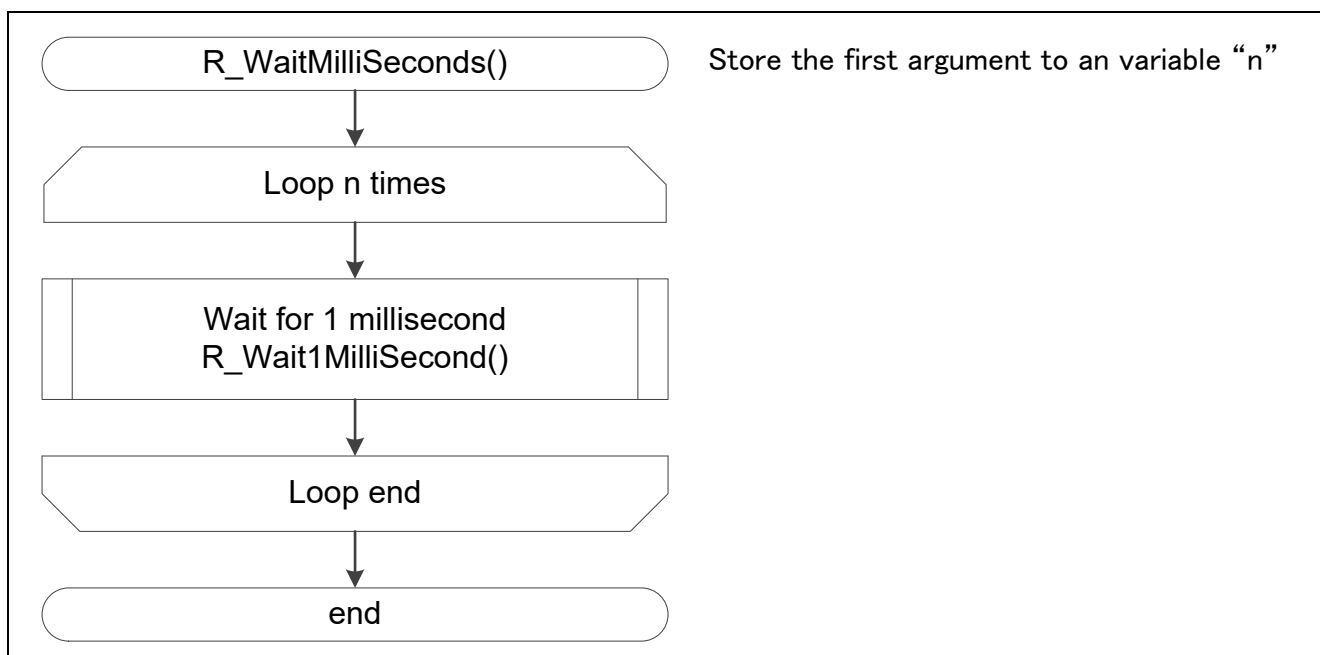 R_WaitMilliSeconds()
Store the first argument to an variable “n”
Loop n times
Wait for 1 millisecond
R_Wait1MilliSecond()
Loop end
end